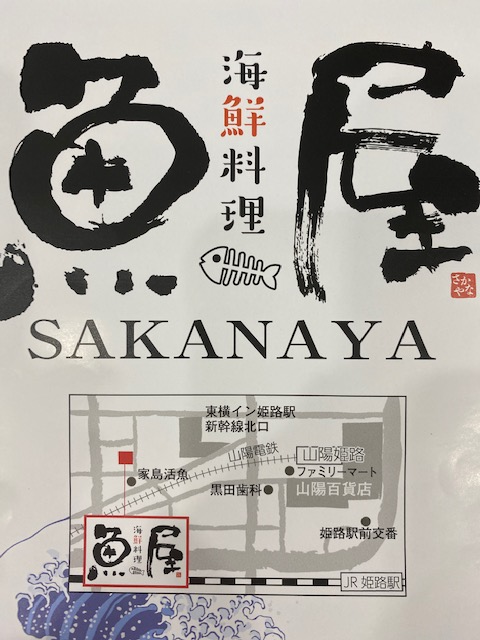 魚屋
海鮮料理
さかなや
SAKANAYA
東横イン姫路駅
新幹線北口
山陽電鉄
山陽姫路
家島活魚
ファミリーマート
黒田歯科
山陽百貨店
姫路駅前交番
魚屋
海鮮料理
JR 姫路駅